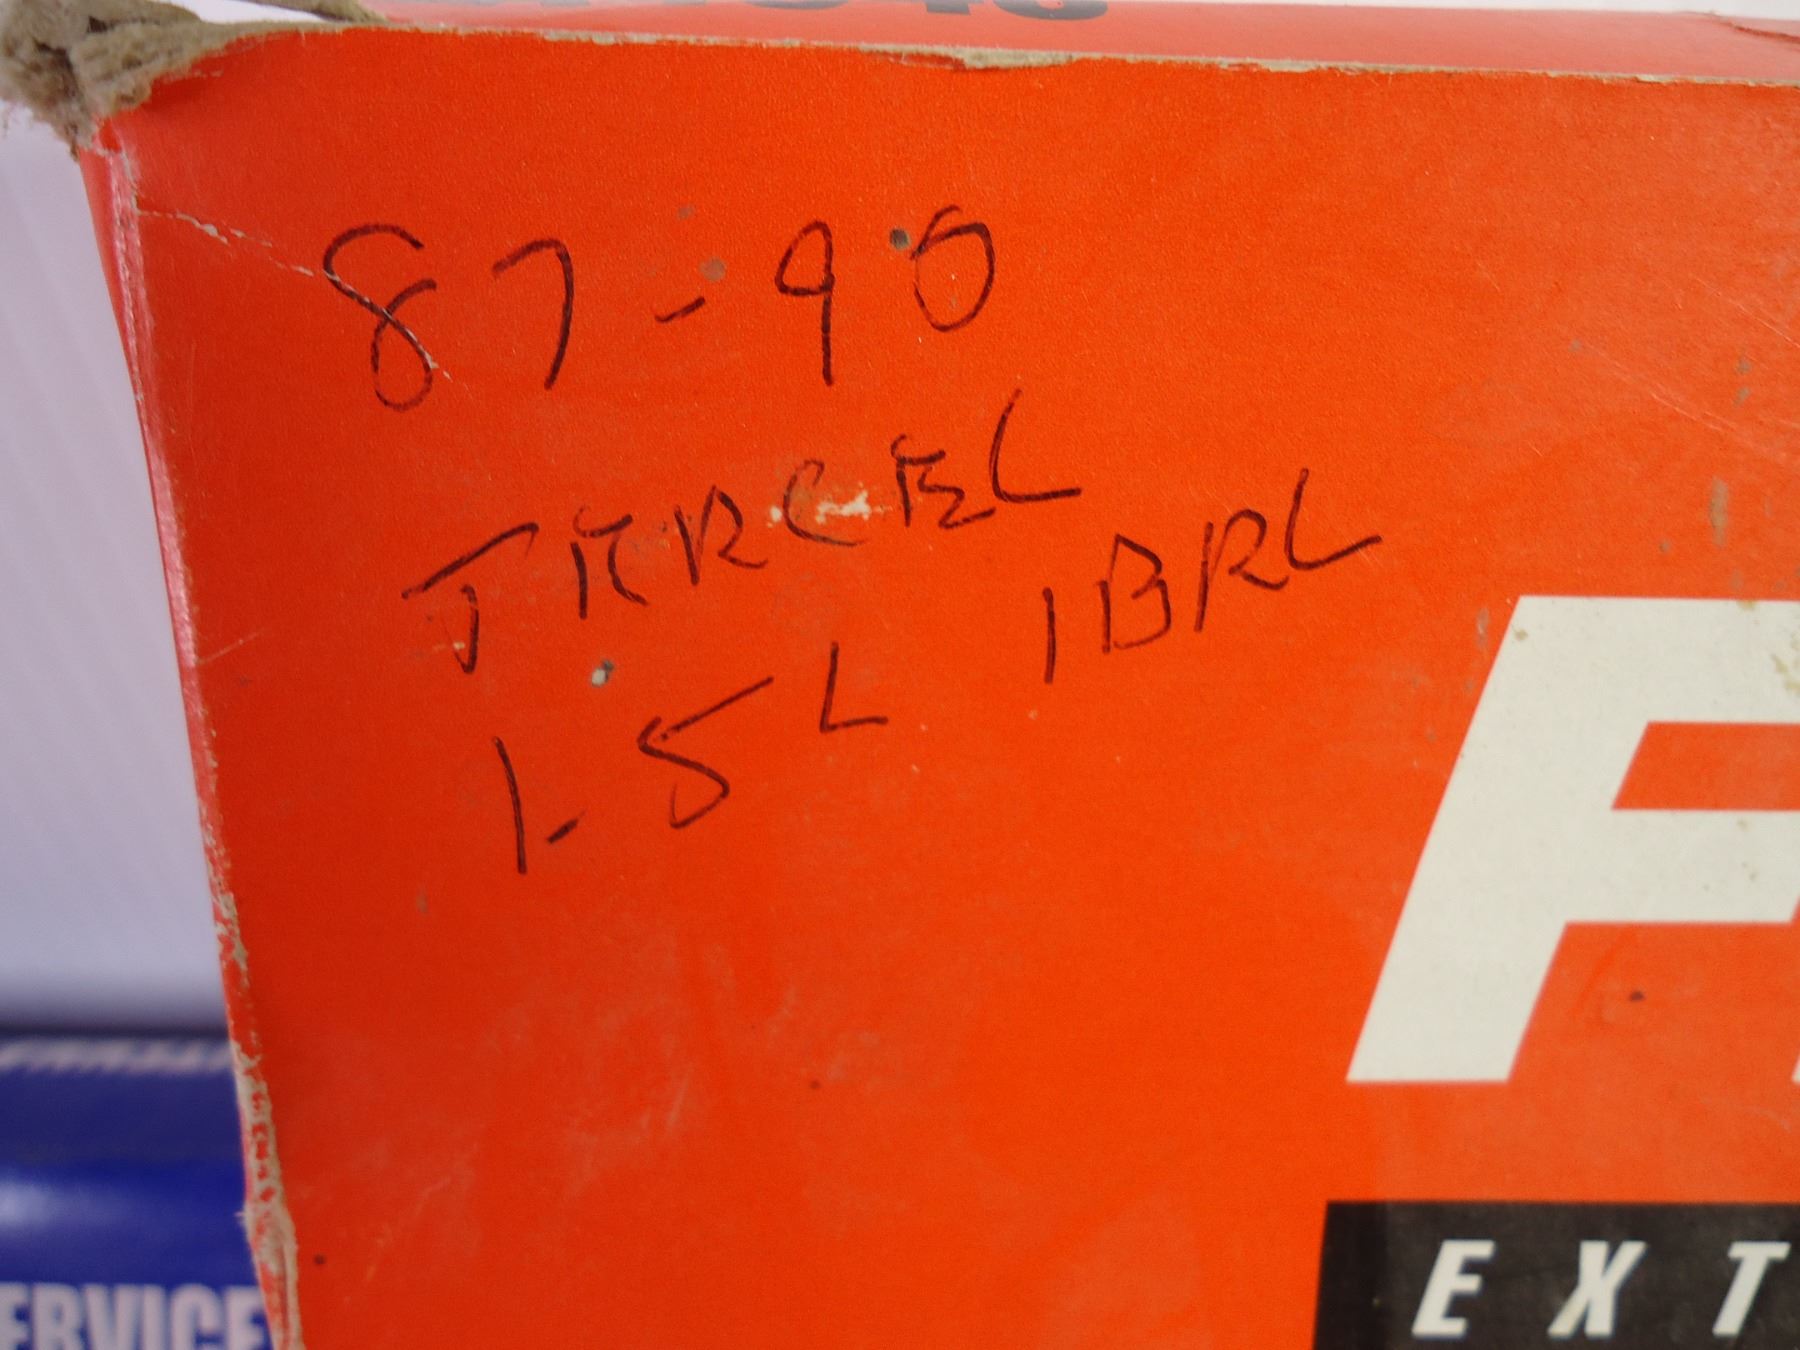 87-90
TERCEL
1.5L 1BRL
F
EXT
ERVICE